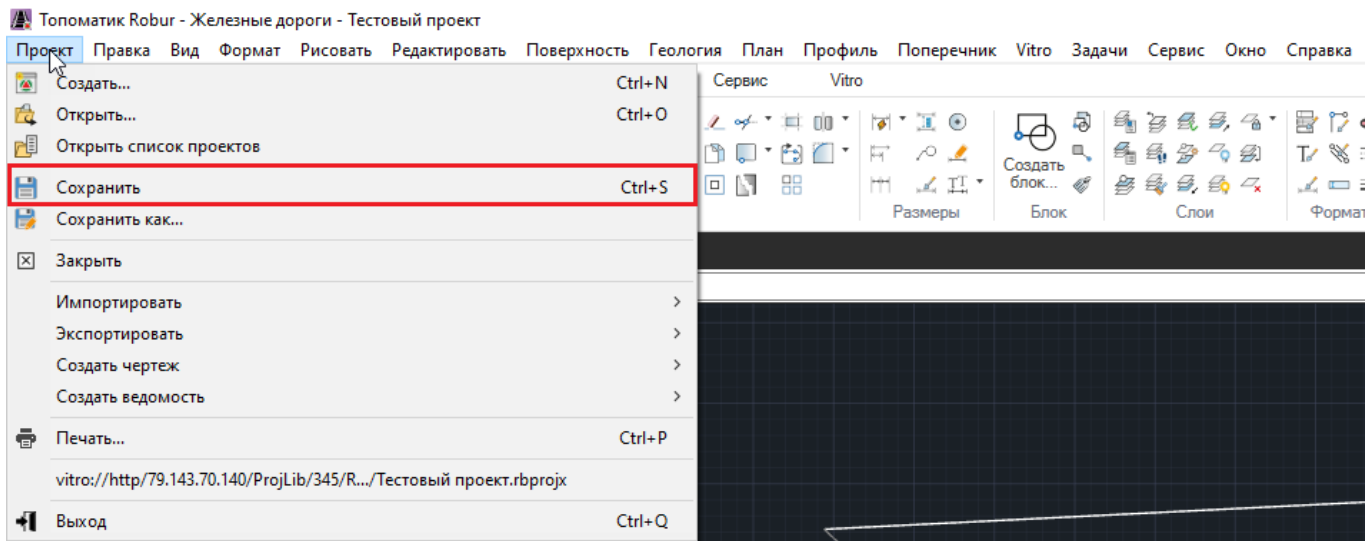 Топоматик Robur - Железные дороги - Тестовый проект
Проект Правка Вид Формат Рисовать Редактировать Поверхность Геология План Профиль Поперечник Vitro Задачи Сервис Окно Справка
Создать... Ctrl+N
Сервис Vitro
Открыть... Ctrl+O
Открыть список проектов
Создать блок...
Сохранить Ctrl+S
Размеры Блок Слои Формат
Сохранить как...
Закрыть
Импортировать
Экспортировать
Создать чертеж
Создать ведомость
Печать... Ctrl+P
vitro://http/79.143.70.140/ProjLib/345/R.../Тестовый проект.rbprojx
Выход Ctrl+Q